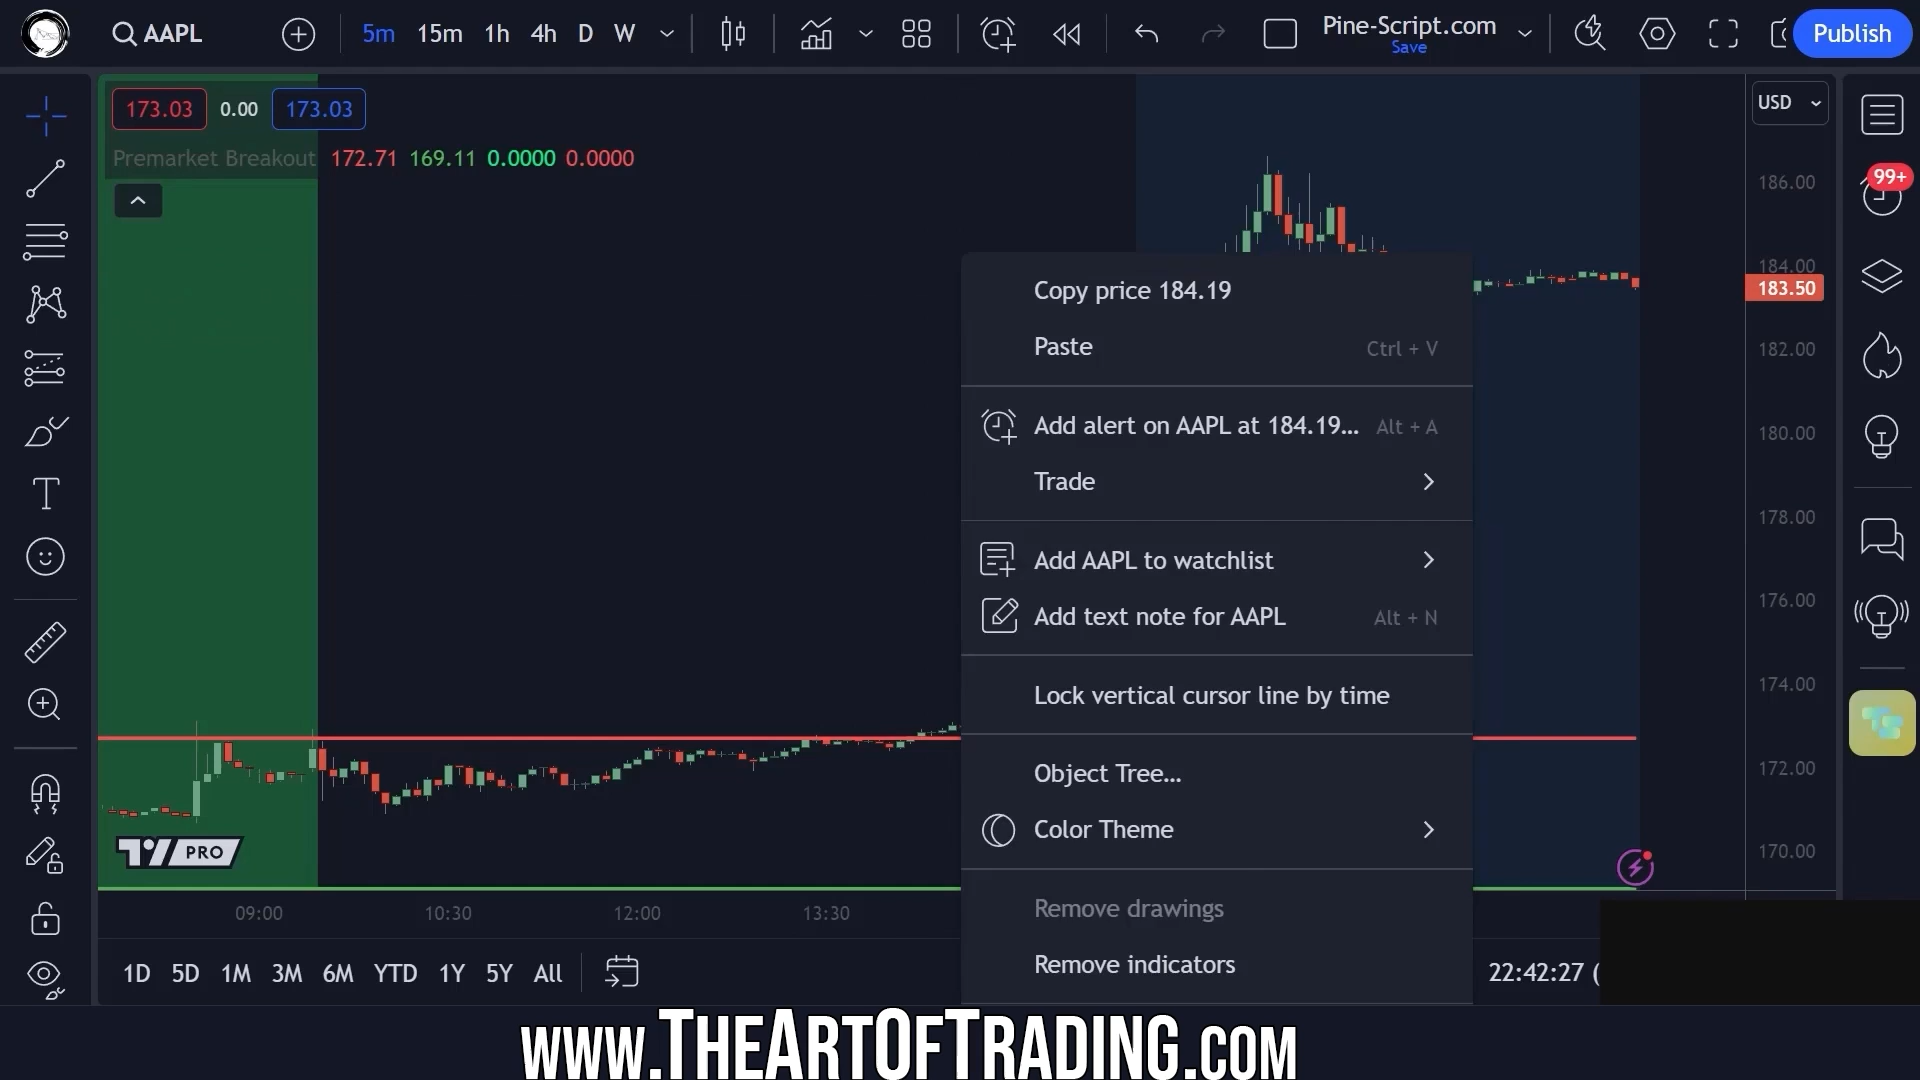 AAPL 5m 15m 1h 4h D W Pine-Script.com Publish
Save
173.03 0.00 173.03 USD
Premarket Breakout 172.71 169.11 0.0000 0.0000
99+
186.00
184.00
183.50
182.00
180.00
178.00
176.00
174.00
172.00
170.00
Copy price 184.19
Paste Ctrl + V
Add alert on AAPL at 184.19... Alt + A
Trade
Add AAPL to watchlist
Add text note for AAPL Alt + N
Lock vertical cursor line by time
Object Tree...
Color Theme
Remove drawings
Remove indicators
PRO
09:00 10:30 12:00 13:30
1D 5D 1M 3M 6M YTD 1Y 5Y All 22:42:27 (
www.TheArtOfTrading.com